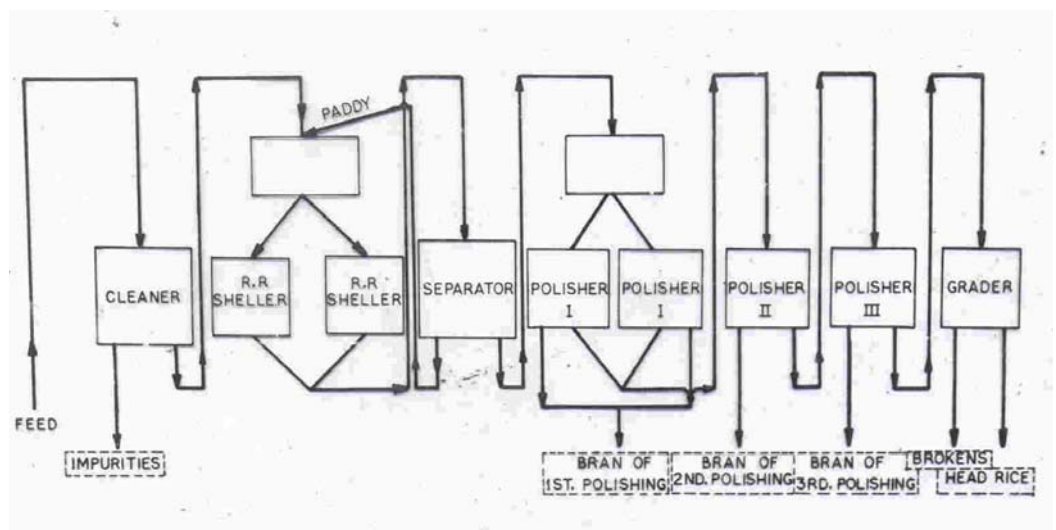 PADDY
CLEANER
R.R
SHELLER
R.R
SHELLER
SEPARATOR
POLISHER
I
POLISHER
I
POLISHER
II
POLISHER
III
GRADER
FEED
IMPURITIES
BRAN OF
1ST. POLISHING
BRAN OF
2ND. POLISHING
BRAN OF
3RD. POLISHING
BROKENS
HEAD RICE